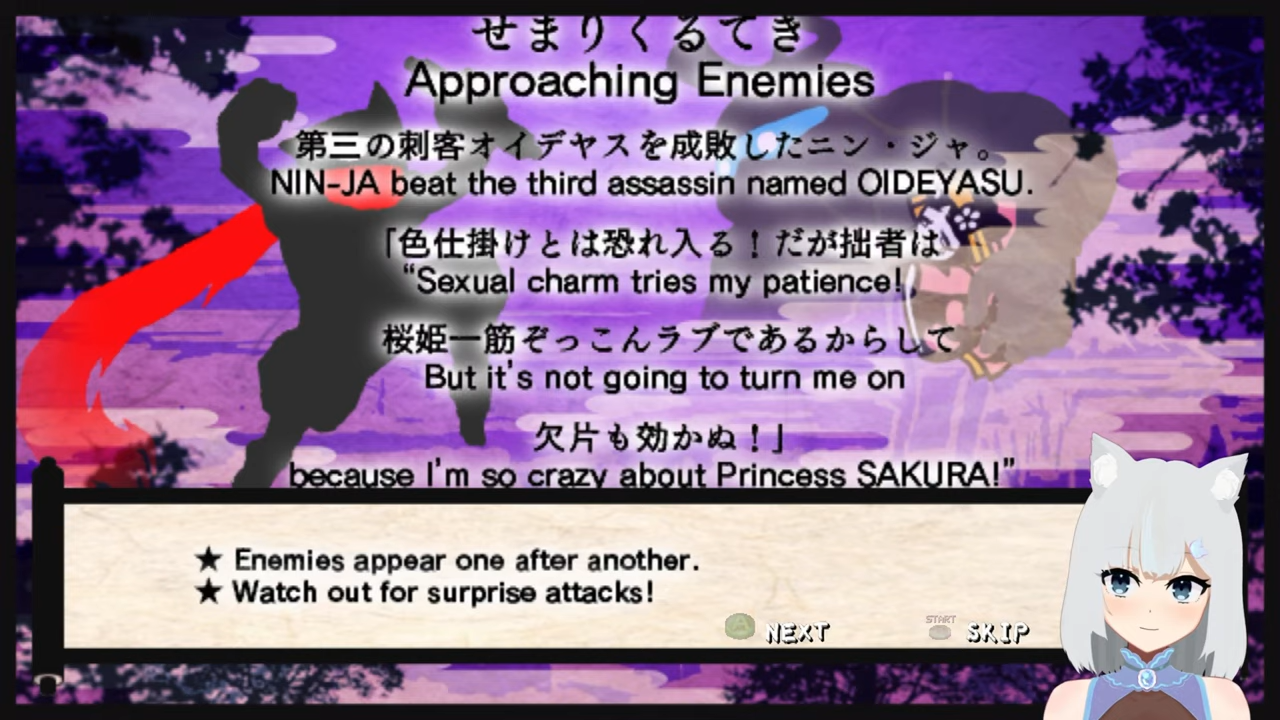 せまりくるてき
Approaching Enemies
第三の刺客オイデヤスを成敗したニン・ジャ。
NIN-JA beat the third assassin named OIDEYASU.
「色仕掛けとは恐れ入る！だが拙者は
“Sexual charm tries my patience!
桜姫一筋ぞっこんラブであるからして
But it's not going to turn me on
欠片も効かぬ！」
because I'm so crazy about Princess SAKURA!”
★ Enemies appear one after another.
★ Watch out for surprise attacks!
A NEXT START SKIP